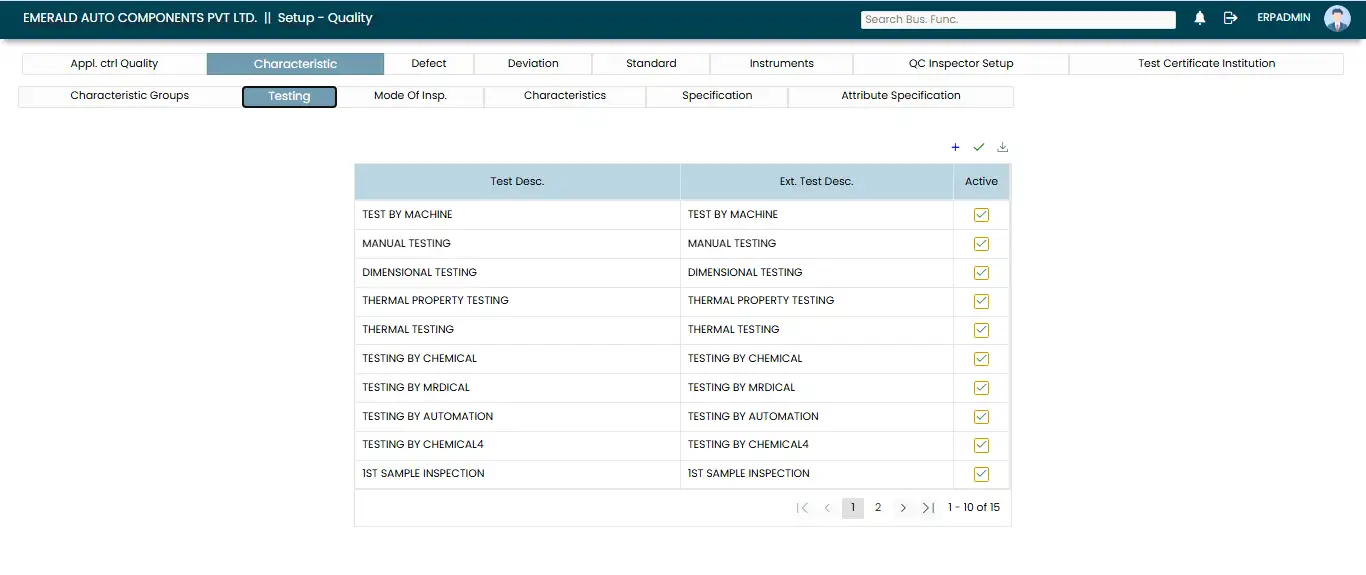 EMERALD AUTO COMPONENTS PVT LTD. || Setup - Quality
Search Bus. Func.
ERPADMIN
Appl. ctrl Quality Characteristic Defect Deviation Standard Instruments QC Inspector Setup Test Certificate Institution
Characteristic Groups Testing Mode Of Insp. Characteristics Specification Attribute Specification
Test Desc. Ext. Test Desc. Active
TEST BY MACHINE TEST BY MACHINE
MANUAL TESTING MANUAL TESTING
DIMENSIONAL TESTING DIMENSIONAL TESTING
THERMAL PROPERTY TESTING THERMAL PROPERTY TESTING
THERMAL TESTING THERMAL TESTING
TESTING BY CHEMICAL TESTING BY CHEMICAL
TESTING BY MRDICAL TESTING BY MRDICAL
TESTING BY AUTOMATION TESTING BY AUTOMATION
TESTING BY CHEMICAL4 TESTING BY CHEMICAL4
1ST SAMPLE INSPECTION 1ST SAMPLE INSPECTION
1 2 1 - 10 of 15